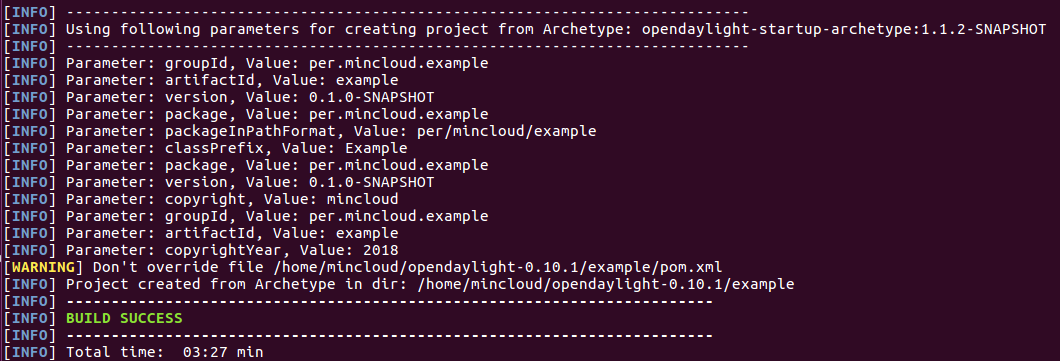 [INFO] ----------------------------------------------------------------------------
[INFO] Using following parameters for creating project from Archetype: opendaylight-startup-archetype:1.1.2-SNAPSHOT
[INFO] ----------------------------------------------------------------------------
[INFO] Parameter: groupId, Value: per.mincloud.example
[INFO] Parameter: artifactId, Value: example
[INFO] Parameter: version, Value: 0.1.0-SNAPSHOT
[INFO] Parameter: package, Value: per.mincloud.example
[INFO] Parameter: packageInPathFormat, Value: per/mincloud/example
[INFO] Parameter: classPrefix, Value: Example
[INFO] Parameter: package, Value: per.mincloud.example
[INFO] Parameter: version, Value: 0.1.0-SNAPSHOT
[INFO] Parameter: copyright, Value: mincloud
[INFO] Parameter: groupId, Value: per.mincloud.example
[INFO] Parameter: artifactId, Value: example
[INFO] Parameter: copyrightYear, Value: 2018
[WARNING] Don't override file /home/mincloud/opendaylight-0.10.1/example/pom.xml
[INFO] Project created from Archetype in dir: /home/mincloud/opendaylight-0.10.1/example
[INFO] ------------------------------------------------------------------------
[INFO] BUILD SUCCESS
[INFO] ------------------------------------------------------------------------
[INFO] Total time:  03:27 min